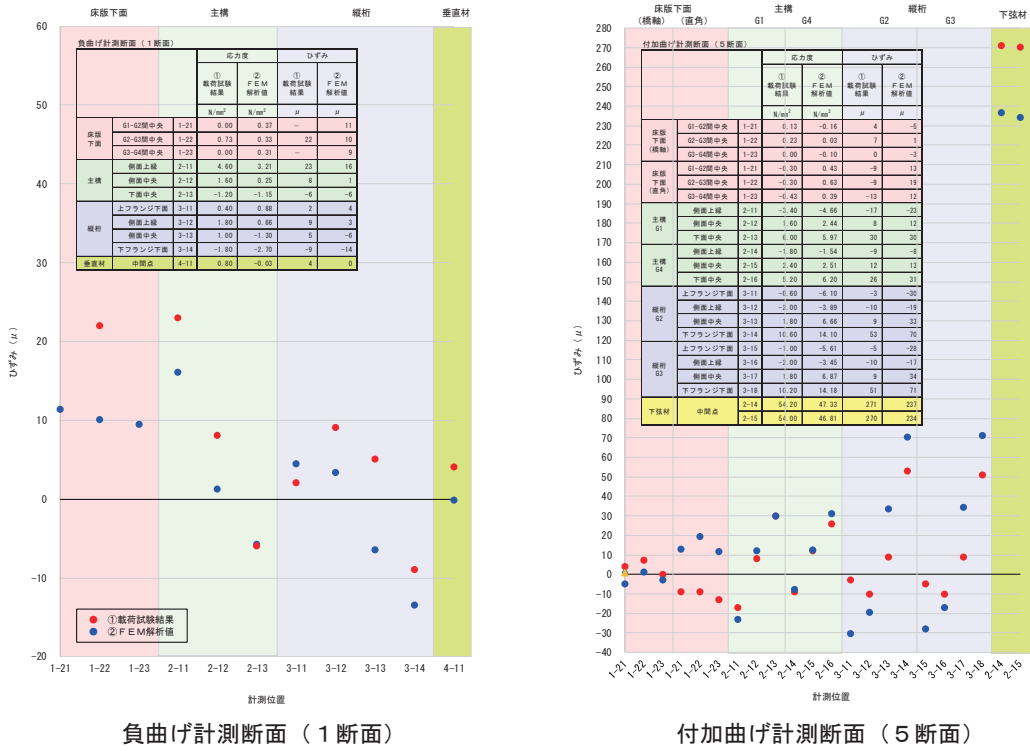 床版下面 主構 縦桁 垂直材
60
50
40
30
20
10
0
-10
-20
ひずみ（μ）
負曲げ計測断面（１断面）
応力度 ひずみ
① 載荷試験結果 ② ＦＥＭ解析値 ① 載荷試験結果 ② ＦＥＭ解析値
N/mm² N/mm² μ μ
床版下面 G1-G2間中央 1-21 0.00 0.37 － 11
G2-G3間中央 1-22 0.73 0.33 22 10
G3-G4間中央 1-23 0.00 0.31 － 9
主構 側面上縁 2-11 4.60 3.21 23 16
側面中央 2-12 1.60 0.25 8 1
下面中央 2-13 -1.20 -1.15 -6 -6
縦桁 上フランジ下面 3-11 0.40 0.88 2 4
側面上縁 3-12 1.80 0.66 9 3
側面中央 3-13 1.00 -1.30 5 -6
下フランジ下面 3-14 -1.80 -2.70 -9 -14
垂直材 中間点 4-11 0.80 -0.03 4 0
①載荷試験結果
②ＦＥＭ解析値
1-21 1-22 1-23 2-11 2-12 2-13 3-11 3-12 3-13 3-14 4-11
計測位置
負曲げ計測断面（１断面）
床版下面 主構 縦桁 下弦材
（橋軸） （直角） G1 G4 G2 G3
280
270
260
250
240
230
220
210
200
190
180
170
160
150
140
130
120
110
100
90
80
70
60
50
40
30
20
10
0
-10
-20
-30
-40
ひずみ（μ）
付加曲げ計測断面（５断面）
応力度 ひずみ
① 載荷試験結果 ② ＦＥＭ解析値 ① 載荷試験結果 ② ＦＥＭ解析値
N/mm² N/mm² μ μ
床版下面（橋軸） G1-G2間中央 1-21 0.13 -0.16 4 -5
G2-G3間中央 1-22 0.23 0.03 7 1
G3-G4間中央 1-23 0.00 -0.10 0 -3
床版下面（直角） G1-G2間中央 1-21 -0.30 0.43 -9 13
G2-G3間中央 1-22 -0.30 0.63 -9 19
G3-G4間中央 1-23 -0.43 0.39 -13 12
主構 G1 側面上縁 2-11 -3.40 -4.66 -17 -23
側面中央 2-12 1.60 2.44 8 12
下面中央 2-13 6.00 5.97 30 30
主構 G4 側面上縁 2-14 -1.80 -1.54 -9 -8
側面中央 2-15 2.40 2.51 12 13
下面中央 2-16 5.20 6.20 26 31
縦桁 G2 上フランジ下面 3-11 -0.60 -6.10 -3 -30
側面上縁 3-12 -2.00 -3.89 -10 -19
側面中央 3-13 1.80 6.66 9 33
下フランジ下面 3-14 10.60 14.10 53 70
縦桁 G3 上フランジ下面 3-15 -1.00 -5.61 -5 -28
側面上縁 3-16 -2.00 -3.45 -10 -17
側面中央 3-17 1.80 6.87 9 34
下フランジ下面 3-18 10.20 14.18 51 71
下弦材 中間点 2-14 54.20 47.33 271 237
2-15 54.00 46.81 270 234
1-21 1-22 1-23 1-21 1-22 1-23 2-11 2-12 2-13 2-14 2-15 2-16 3-11 3-12 3-13 3-14 3-15 3-16 3-17 3-18 2-14 2-15
計測位置
付加曲げ計測断面（５断面）